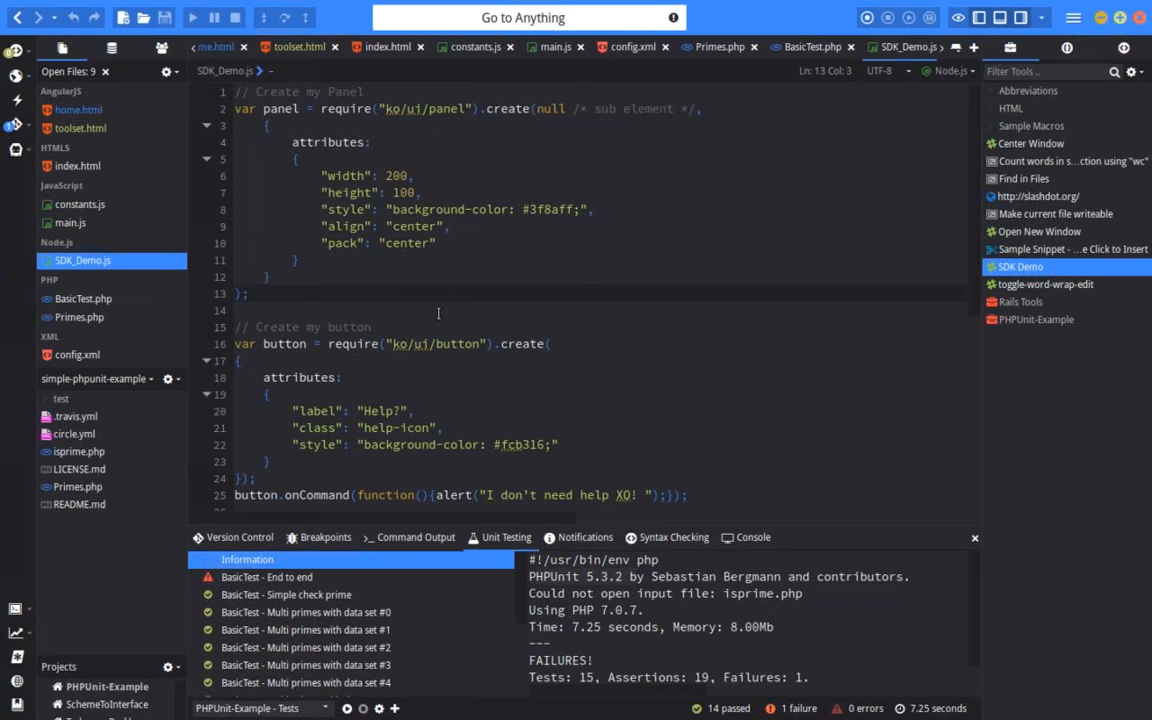 Go to Anything
me.html
toolset.html
index.html
constants.js
main.js
config.xml
Primes.php
BasicTest.php
SDK_Demo.js
Open Files: 9
AngularJS
home.html
toolset.html
HTML5
index.html
JavaScript
constants.js
main.js
Node.js
SDK_Demo.js
PHP
BasicTest.php
Primes.php
XML
config.xml
simple-phpunit-example
test
.travis.yml
circle.yml
isprime.php
LICENSE.md
Primes.php
README.md
Projects
PHPUnit-Example
SchemeToInterface
SDK_Demo.js
Ln: 13 Col: 3
UTF-8
Node.js
1 // Create my Panel
2 var panel = require("ko/ui/panel").create(null /* sub element */,
3 {
4 attributes:
5 {
6 "width": 200,
7 "height": 100,
8 "style": "background-color: #3f8aff;",
9 "align": "center",
10 "pack": "center"
11 }
12 }
13 );
14
15 // Create my button
16 var button = require("ko/ui/button").create(
17 {
18 attributes:
19 {
20 "label": "Help?",
21 "class": "help-icon",
22 "style": "background-color: #fcb316;"
23 }
24 });
25 button.onCommand(function(){alert("I don't need help XO! ");});
Filter Tools ..
Abbreviations
HTML
Sample Macros
Center Window
Count words in s...ction using "wc"
Find in Files
http://slashdot.org/
Make current file writeable
Open New Window
Sample Snippet - ...e Click to Insert
SDK Demo
toggle-word-wrap-edit
Rails Tools
PHPUnit-Example
Version Control
Breakpoints
Command Output
Unit Testing
Notifications
Syntax Checking
Console
Information
BasicTest - End to end
BasicTest - Simple check prime
BasicTest - Multi primes with data set #0
BasicTest - Multi primes with data set #1
BasicTest - Multi primes with data set #2
BasicTest - Multi primes with data set #3
BasicTest - Multi primes with data set #4
#!/usr/bin/env php
PHPUnit 5.3.2 by Sebastian Bergmann and contributors.
Could not open input file: isprime.php
Using PHP 7.0.7.
Time: 7.25 seconds, Memory: 8.00Mb
---
FAILURES!
Tests: 15, Assertions: 19, Failures: 1.
PHPUnit-Example - Tests
14 passed
1 failure
0 errors
7.25 seconds